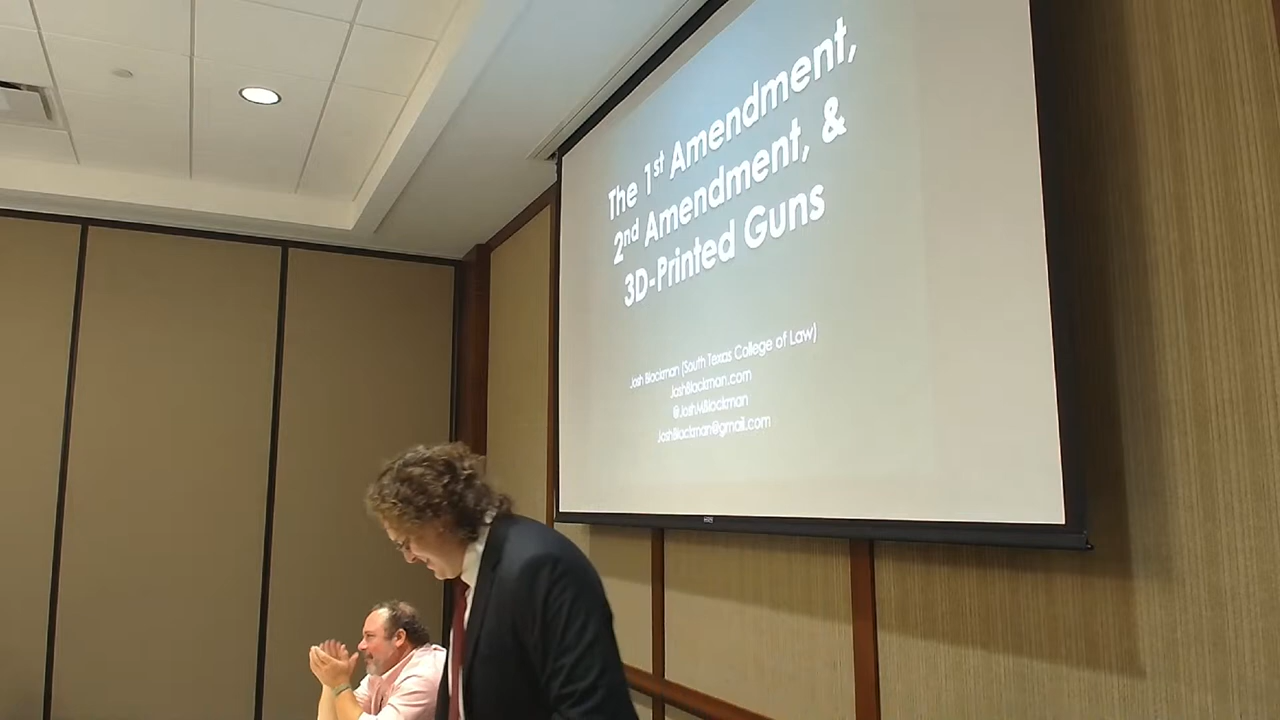 The 1st Amendment,
2nd Amendment, &
3D-Printed Guns
Josh Blackman (South Texas College of Law)
JoshBlackman.com
@JoshMBlackman
JoshBlackman@gmail.com